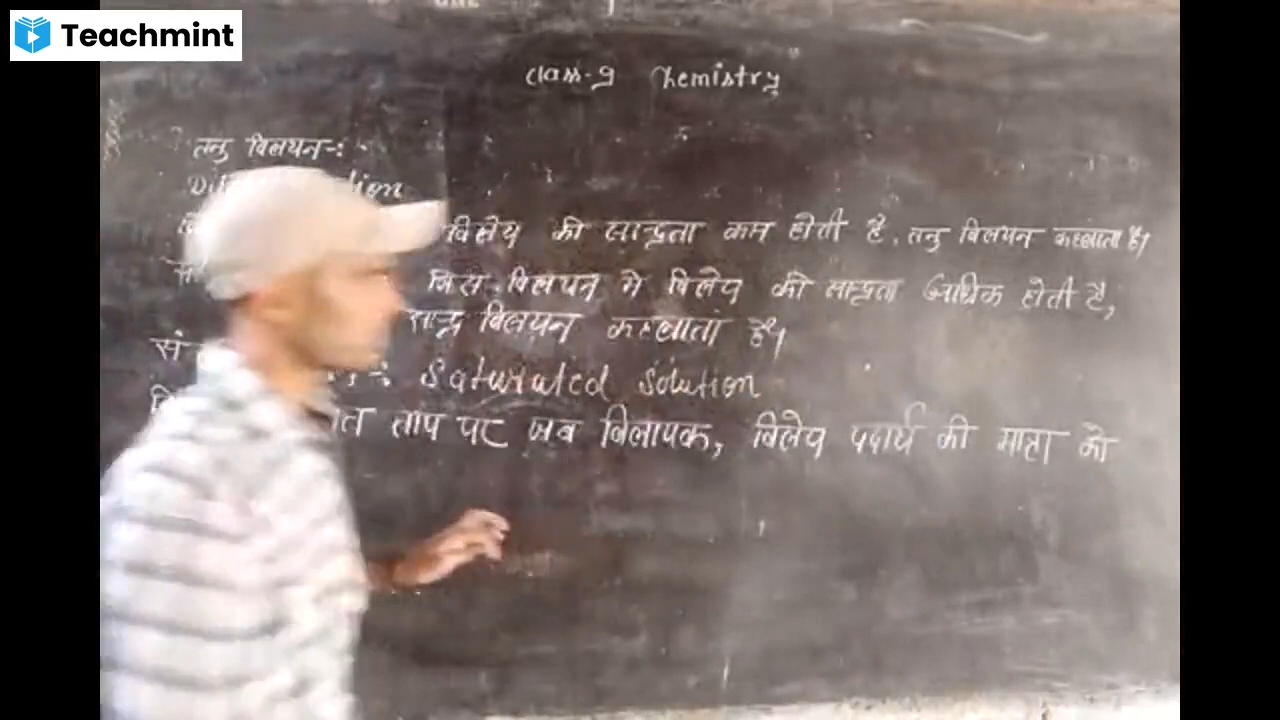 Teachmint
Class-9 Chemistry
तनु विलयन-:
विलेय की सान्द्रता कम होती है, तनु विलयन कहलाता है।
जिस विलयन मे विलेय की सान्द्रता अधिक होती है,
सान्द्र विलयन कहलाता है।
सं -: Saturated Solution
ताप पर जब विलायक, विलेय पदार्थ की मात्रा को